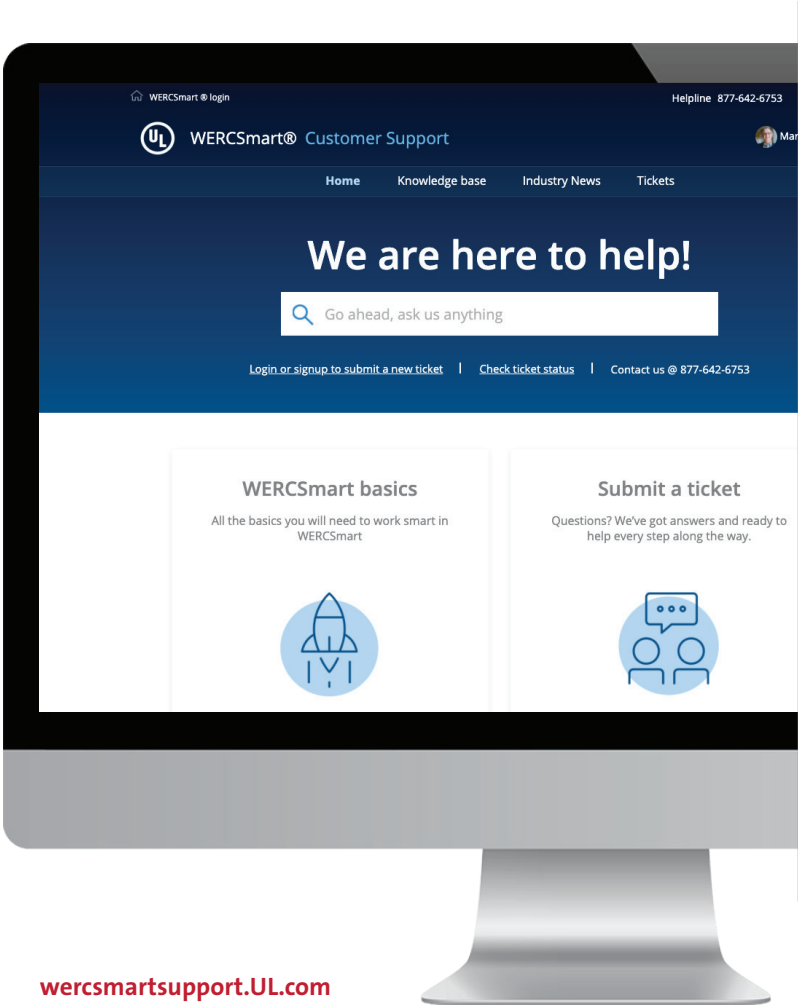 WERCSmart ® login
Helpline 877-642-6753
UL
WERCSmart® Customer Support
Mar
Home Knowledge base Industry News Tickets
We are here to help!
Go ahead, ask us anything
Login or signup to submit a new ticket | Check ticket status | Contact us @ 877-642-6753
WERCSmart basics
All the basics you will need to work smart in
WERCSmart
Submit a ticket
Questions? We’ve got answers and ready to
help every step along the way.
wercsmartsupport.UL.com